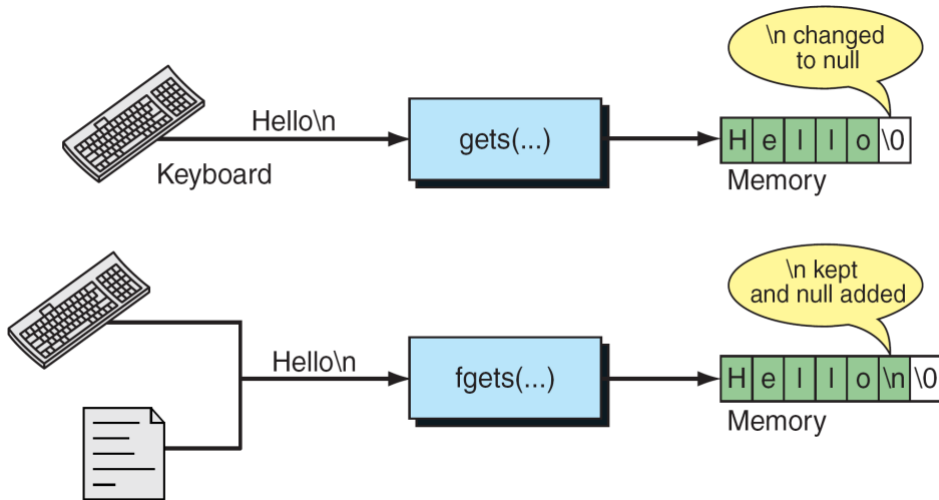 \n changed
to null
Hello\n
gets(...)
H e l l o \0
Keyboard
Memory
\n kept
and null added
Hello\n
fgets(...)
H e l l o \n \0
Memory